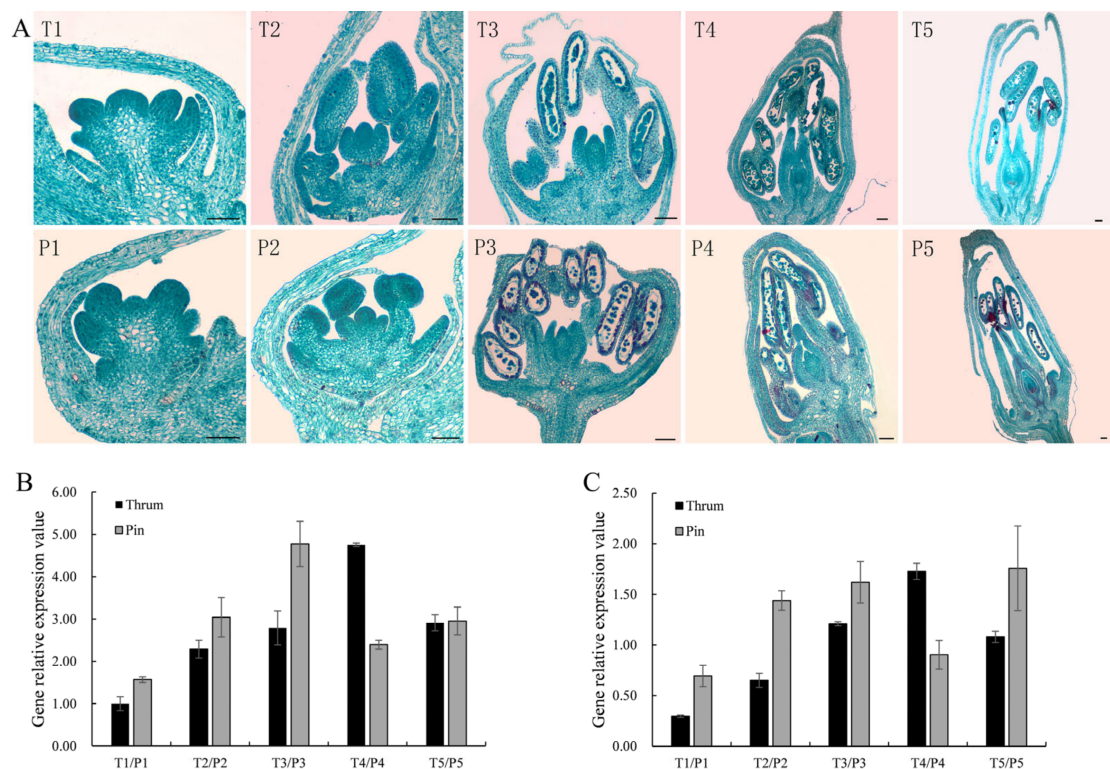 A
T1
T2
T3
T4
T5
P1
P2
P3
P4
P5
B
Gene relative expression value
6.00
5.00
4.00
3.00
2.00
1.00
0.00
Thrum
Pin
T1/P1 T2/P2 T3/P3 T4/P4 T5/P5
C
Gene relative expression value
2.50
2.00
1.50
1.00
0.50
0.00
Thrum
Pin
T1/P1 T2/P2 T3/P3 T4/P4 T5/P5